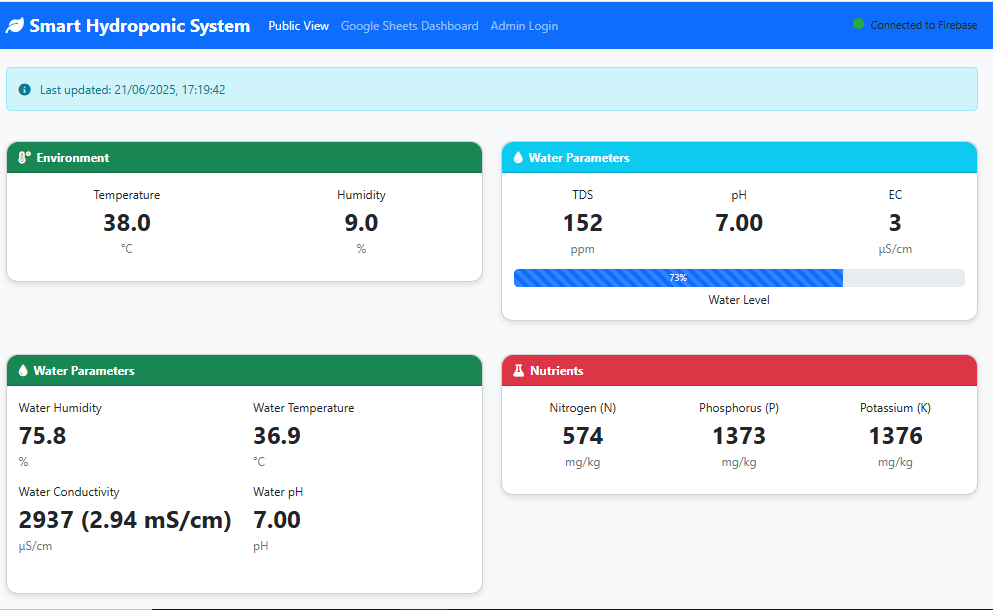 Smart Hydroponic System Public View Google Sheets Dashboard Admin Login Connected to Firebase
Last updated: 21/06/2025, 17:19:42
Environment
Temperature Humidity
38.0 9.0
°C %
Water Parameters
TDS pH EC
152 7.00 3
ppm µS/cm
73%
Water Level
Water Parameters
Water Humidity Water Temperature
75.8 36.9
% °C
Water Conductivity Water pH
2937 (2.94 mS/cm) 7.00
µS/cm pH
Nutrients
Nitrogen (N) Phosphorus (P) Potassium (K)
574 1373 1376
mg/kg mg/kg mg/kg